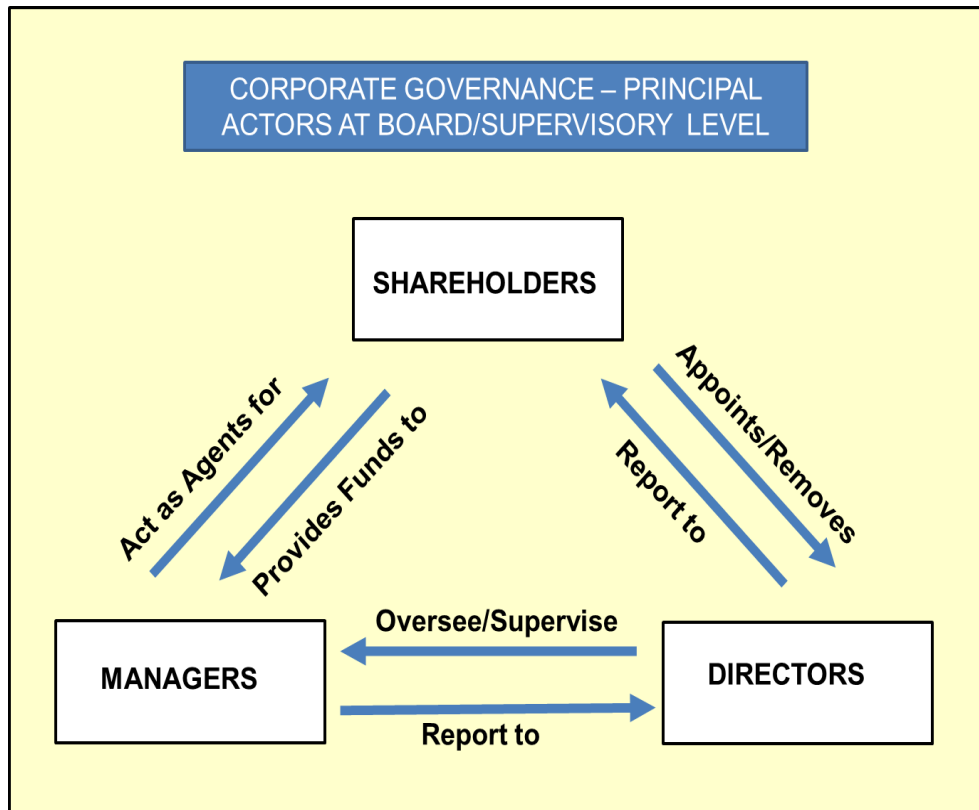 CORPORATE GOVERNANCE – PRINCIPAL
ACTORS AT BOARD/SUPERVISORY LEVEL
SHAREHOLDERS
Act as Agents for
Provides Funds to
Report to
Appoints/Removes
Oversee/Supervise
MANAGERS
DIRECTORS
Report to